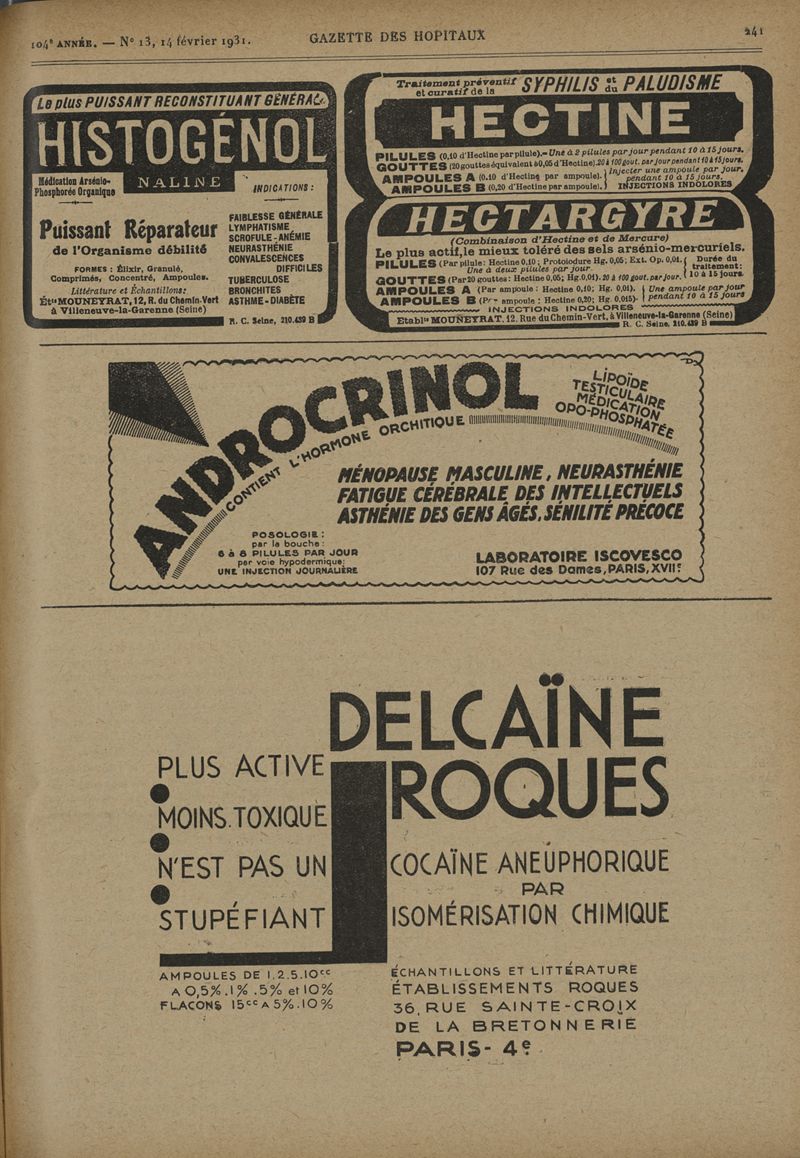 104e ANNÉE. — N° 13, 14 février 1931.
GAZETTE DES HOPITAUX
241
Le plus PUISSANT RECONSTITUANT GÉNÉRAL
HISTOGÉNOL
Médication Arsénio-
Phosphorée Organique
NALINE
Puissant Réparateur
de l'Organisme débilité
FORMES : Élixir, Granulé,
Comprimés, Concentré, Ampoules.
Littérature et Échantillons:
Éts MOUNEYRAT, 12, R. du Chemin-Vert
à Villeneuve-la-Garenne (Seine)
INDICATIONS :
FAIBLESSE GÉNÉRALE
LYMPHATISME
SCROFULE - ANÉMIE
NEURASTHÉNIE
CONVALESCENCES
DIFFICILES
TUBERCULOSE
BRONCHITES
ASTHME - DIABÈTE
R. C. Seine, 210.439 B
Traitement préventif
et curatif de la
SYPHILIS et du PALUDISME
HECTINE
PILULES (0,10 d'Hectine par pilule).- Une à 2 pilules par jour pendant 10 à 15 jours.
GOUTTES (20 gouttes équivalent à 0,05 d'Hectine). 20 à 100 gout. par jour pendant 10 à 15 jours.
AMPOULES A (0.10 d'Hectine par ampoule).
AMPOULES B (0,20 d'Hectine par ampoule).
Injecter une ampoule par jour,
pendant 10 à 15 jours.
INJECTIONS INDOLORES
HECTARGYRE
(Combinaison d'Hectine et de Mercure)
Le plus actif, le mieux toléré des sels arsénio-mercuriels.
PILULES (Par pilule: Hectine 0.10; Protoiodure Hg. 0,05; Ext. Op. 0,01.
Une à deux pilules par jour
GOUTTES (Par 20 gouttes: Hectine 0,05; Hg. 0.01). 20 à 100 gout. par jour.
Durée du
traitement:
10 à 15 jours.
AMPOULES A (Par ampoule : Hectine 0,10; Hg. 0,01).
AMPOULES B (Par ampoule : Hectine 0,20; Hg. 0,015).
Une ampoule par jour
pendant 10 à 15 jours
INJECTIONS INDOLORES
Etablts MOUNEYRAT, 12, Rue du Chemin-Vert, à Villeneuve-la-Garenne (Seine)
R. C. Seine, 210.439 B
ANDROCRINOL
CONTIENT L'HORMONE ORCHITIQUE
LIPOÏDE
TESTICULAIRE
MÉDICATION
OPO-PHOSPHATÉE
MÉNOPAUSE MASCULINE, NEURASTHÉNIE
FATIGUE CÉRÉBRALE DES INTELLECTUELS
ASTHÉNIE DES GENS ÂGÉS, SÉNILITÉ PRÉCOCE
POSOLOGIE :
par la bouche :
6 à 8 PILULES PAR JOUR
par voie hypodermique:
UNE INJECTION JOURNALIÈRE
LABORATOIRE ISCOVESCO
107 Rue des Dames, PARIS, XVIIe
DELCAÏNE
ROQUES
PLUS ACTIVE
MOINS.TOXIQUE
N'EST PAS UN
STUPÉFIANT
COCAÏNE ANEUPHORIQUE
PAR
ISOMÉRISATION CHIMIQUE
AMPOULES DE 1.2.5.10cc
A 0,5% .1% .5% et 10%
FLACONS 15cc A 5%.10%
ÉCHANTILLONS ET LITTÉRATURE
ÉTABLISSEMENTS ROQUES
36, RUE SAINTE-CROIX
DE LA BRETONNERIE
PARIS- 4e